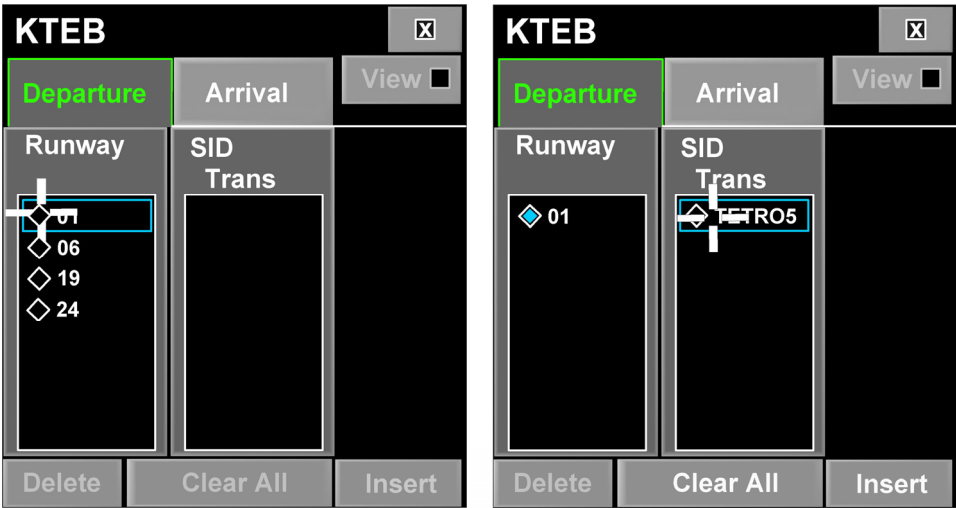 KTEB
X
Departure
Arrival
View
Runway
SID
Trans
01
06
19
24
Delete
Clear All
Insert
KTEB
X
Departure
Arrival
View
Runway
SID
Trans
01
TETRO5
Delete
Clear All
Insert